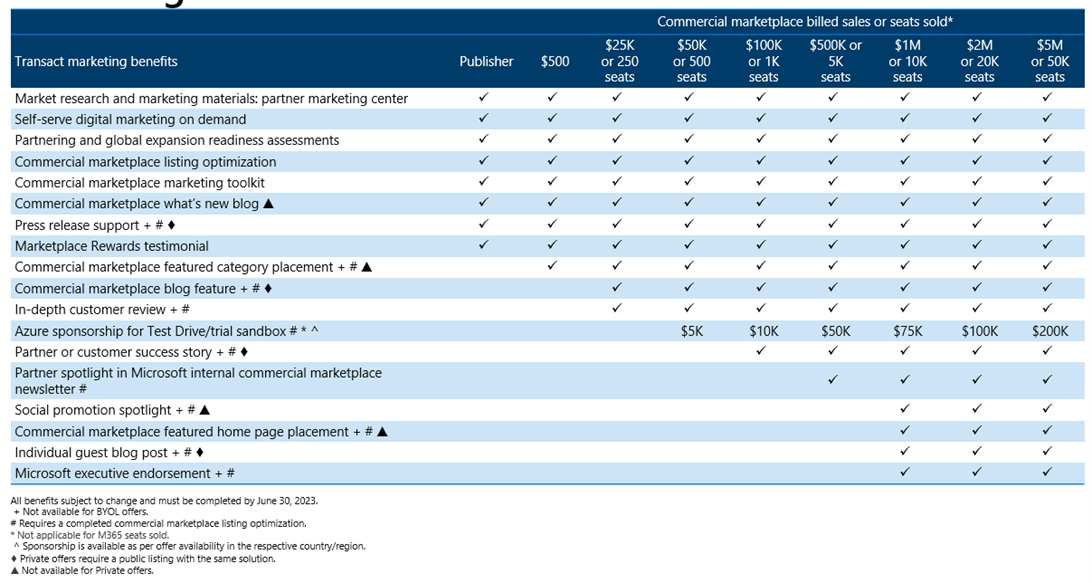 Commercial marketplace billed sales or seats sold*
Transact marketing benefits Publisher $500 $25K or 250 seats $50K or 500 seats $100K or 1K seats $500K or 5K seats $1M or 10K seats $2M or 20K seats $5M or 50K seats
Market research and marketing materials: partner marketing center ✓ ✓ ✓ ✓ ✓ ✓ ✓ ✓ ✓
Self-serve digital marketing on demand ✓ ✓ ✓ ✓ ✓ ✓ ✓ ✓ ✓
Partnering and global expansion readiness assessments ✓ ✓ ✓ ✓ ✓ ✓ ✓ ✓ ✓
Commercial marketplace listing optimization ✓ ✓ ✓ ✓ ✓ ✓ ✓ ✓ ✓
Commercial marketplace marketing toolkit ✓ ✓ ✓ ✓ ✓ ✓ ✓ ✓ ✓
Commercial marketplace what's new blog ▲ ✓ ✓ ✓ ✓ ✓ ✓ ✓ ✓ ✓
Press release support + # ♦ ✓ ✓ ✓ ✓ ✓ ✓ ✓ ✓ ✓
Marketplace Rewards testimonial ✓ ✓ ✓ ✓ ✓ ✓ ✓ ✓ ✓
Commercial marketplace featured category placement + # ▲ ✓ ✓ ✓ ✓ ✓ ✓ ✓ ✓
Commercial marketplace blog feature + # ♦ ✓ ✓ ✓ ✓ ✓ ✓ ✓
In-depth customer review + # ✓ ✓ ✓ ✓ ✓ ✓ ✓
Azure sponsorship for Test Drive/trial sandbox # * ^ $5K $10K $50K $75K $100K $200K
Partner or customer success story + # ♦ ✓ ✓ ✓ ✓ ✓
Partner spotlight in Microsoft internal commercial marketplace
newsletter # ✓ ✓ ✓ ✓
Social promotion spotlight + # ▲ ✓ ✓ ✓
Commercial marketplace featured home page placement + # ▲ ✓ ✓ ✓
Individual guest blog post + # ♦ ✓ ✓ ✓
Microsoft executive endorsement + # ✓ ✓ ✓
All benefits subject to change and must be completed by June 30, 2023.
+ Not available for BYOL offers.
# Requires a completed commercial marketplace listing optimization.
* Not applicable for M365 seats sold.
^ Sponsorship is available as per offer availability in the respective country/region.
♦ Private offers require a public listing with the same solution.
▲ Not available for Private offers.